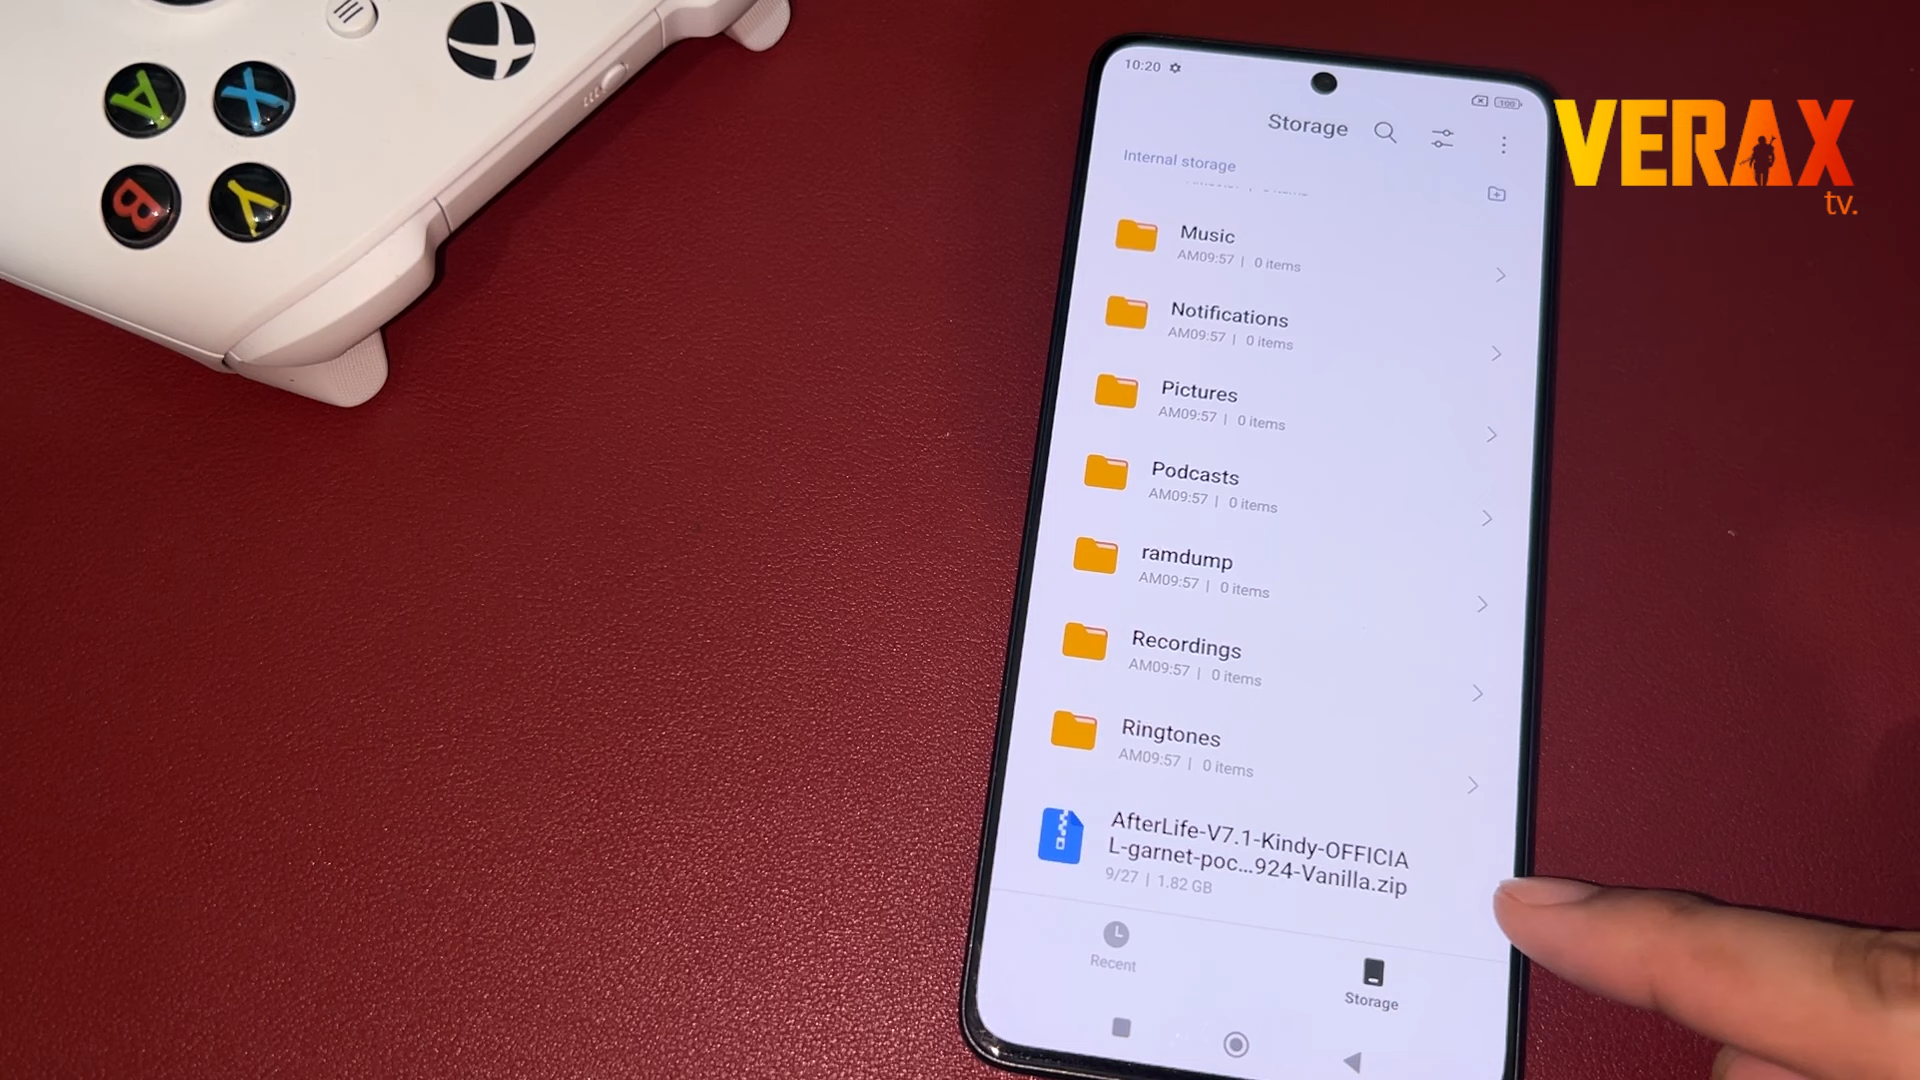 A
X
B
Y
10:20
100
Storage
Internal storage
Music
AM09:57 | 0 items
Notifications
AM09:57 | 0 items
Pictures
AM09:57 | 0 items
Podcasts
AM09:57 | 0 items
ramdump
AM09:57 | 0 items
Recordings
AM09:57 | 0 items
Ringtones
AM09:57 | 0 items
AfterLife-V7.1-Kindy-OFFICIA
L-garnet-poc...924-Vanilla.zip
9/27 | 1.82 GB
Recent
Storage
VERAX
tv.